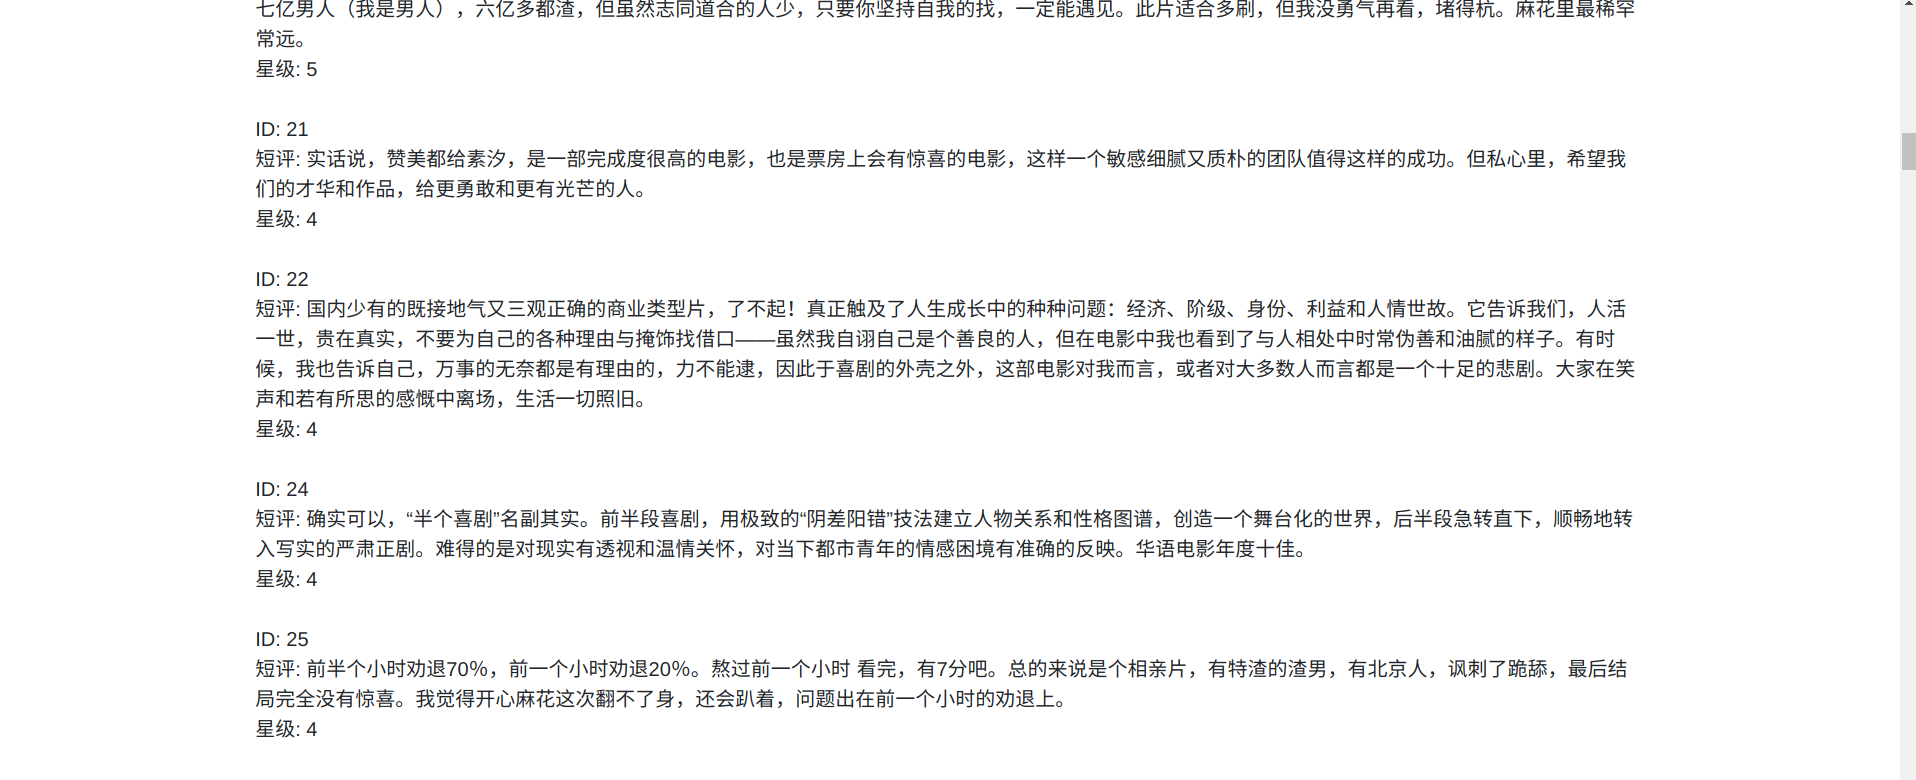 七亿男人（我是男人），六亿多都渣，但虽然志同道合的人少，只要你坚持自我的找，一定能遇见。此片适合多刷，但我没勇气再看，堵得杭。麻花里最稀罕
常远。
星级: 5
ID: 21
短评: 实话说，赞美都给素汐，是一部完成度很高的电影，也是票房上会有惊喜的电影，这样一个敏感细腻又质朴的团队值得这样的成功。但私心里，希望我
们的才华和作品，给更勇敢和更有光芒的人。
星级: 4
ID: 22
短评: 国内少有的既接地气又三观正确的商业类型片，了不起！真正触及了人生成长中的种种问题：经济、阶级、身份、利益和人情世故。它告诉我们，人活
一世，贵在真实，不要为自己的各种理由与掩饰找借口——虽然我自诩自己是个善良的人，但在电影中我也看到了与人相处中时常伪善和油腻的样子。有时
候，我也告诉自己，万事的无奈都是有理由的，力不能逮，因此于喜剧的外壳之外，这部电影对我而言，或者对大多数人而言都是一个十足的悲剧。大家在笑
声和若有所思的感慨中离场，生活一切照旧。
星级: 4
ID: 24
短评: 确实可以，“半个喜剧”名副其实。前半段喜剧，用极致的“阴差阳错”技法建立人物关系和性格图谱，创造一个舞台化的世界，后半段急转直下，顺畅地转
入写实的严肃正剧。难得的是对现实有透视和温情关怀，对当下都市青年的情感困境有准确的反映。华语电影年度十佳。
星级: 4
ID: 25
短评: 前半个小时劝退70%，前一个小时劝退20%。熬过前一个小时 看完，有7分吧。总的来说是个相亲片，有特渣的渣男，有北京人，讽刺了跪舔，最后结
局完全没有惊喜。我觉得开心麻花这次翻不了身，还会趴着，问题出在前一个小时的劝退上。
星级: 4